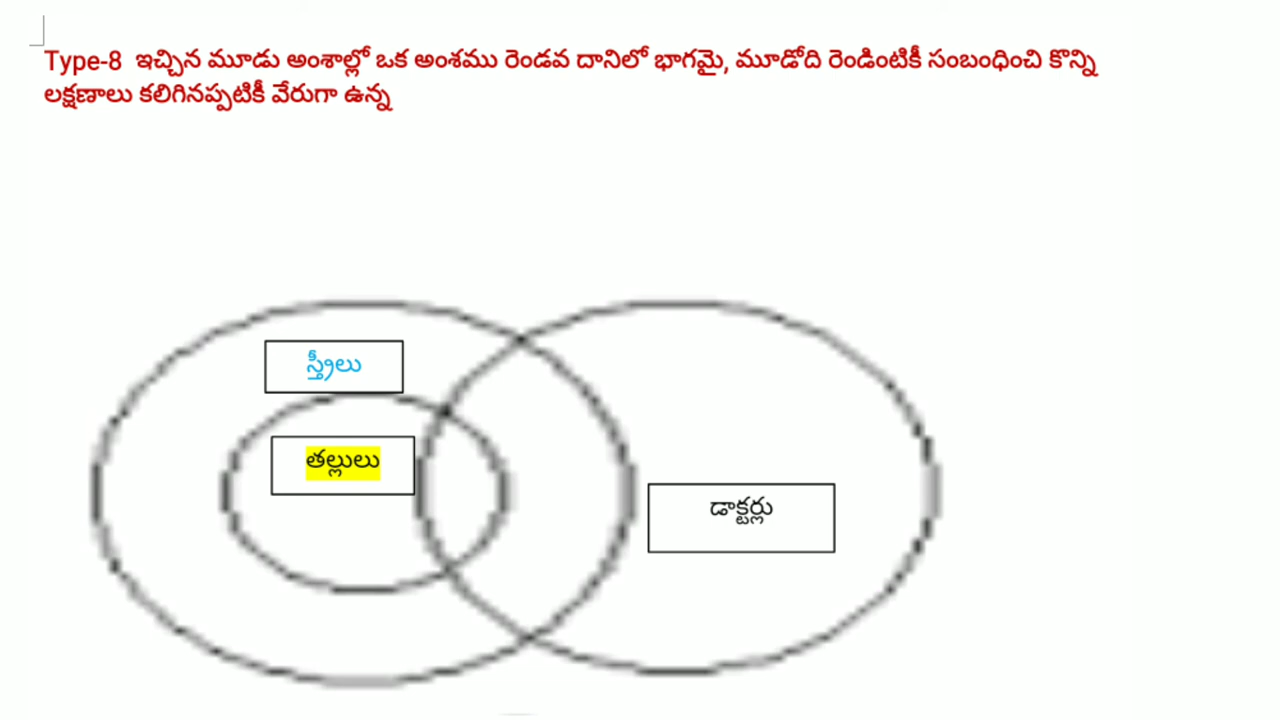 Type-8 ఇచ్చిన మూడు అంశాల్లో ఒక అంశము రెండవ దానిలో భాగమై, మూడోది రెండింటికీ సంబంధించి కొన్ని
లక్షణాలు కలిగినప్పటికీ వేరుగా ఉన్న
స్త్రీలు
తల్లులు
డాక్టర్లు